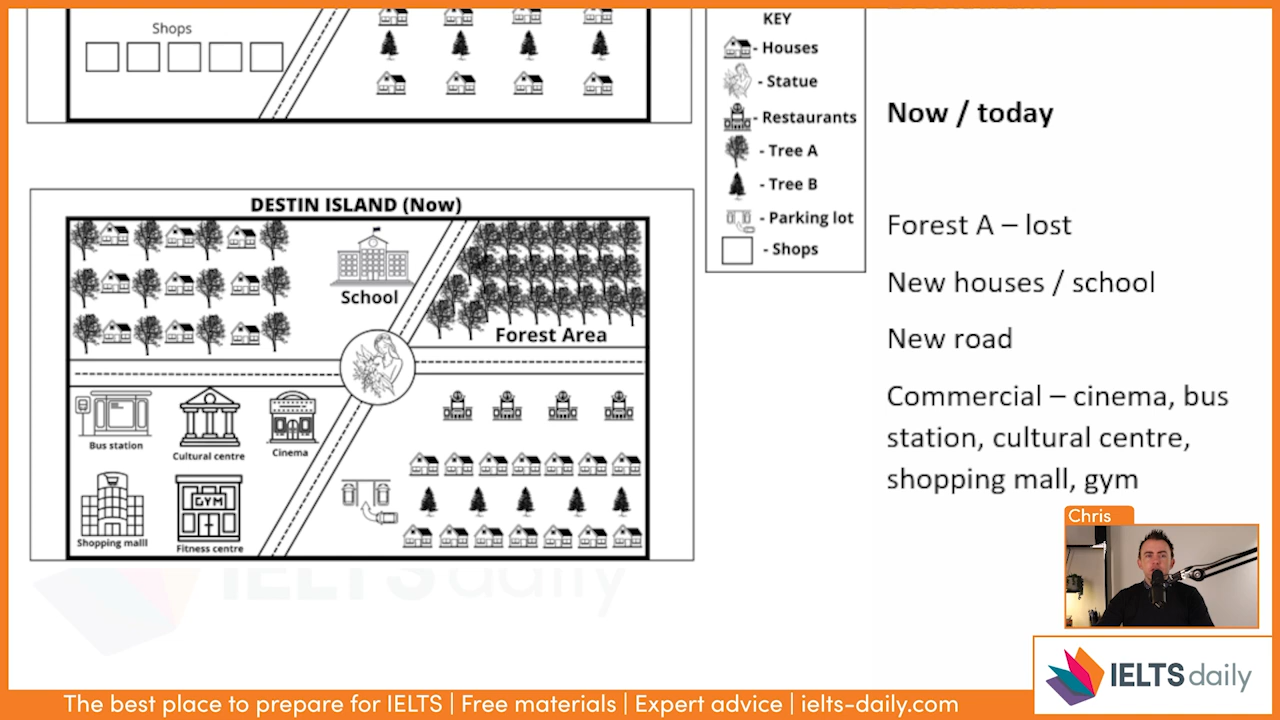 Shops
KEY
- Houses
- Statue
- Restaurants
- Tree A
- Tree B
- Parking lot
- Shops
DESTIN ISLAND (Now)
School
Forest Area
Bus station
Cultural centre
Cinema
GYM
Shopping malll
Fitness centre
Now / today
Forest A – lost
New houses / school
New road
Commercial – cinema, bus
station, cultural centre,
shopping mall, gym
Chris
IELTS daily
IELTS daily
The best place to prepare for IELTS | Free materials | Expert advice | ielts-daily.com